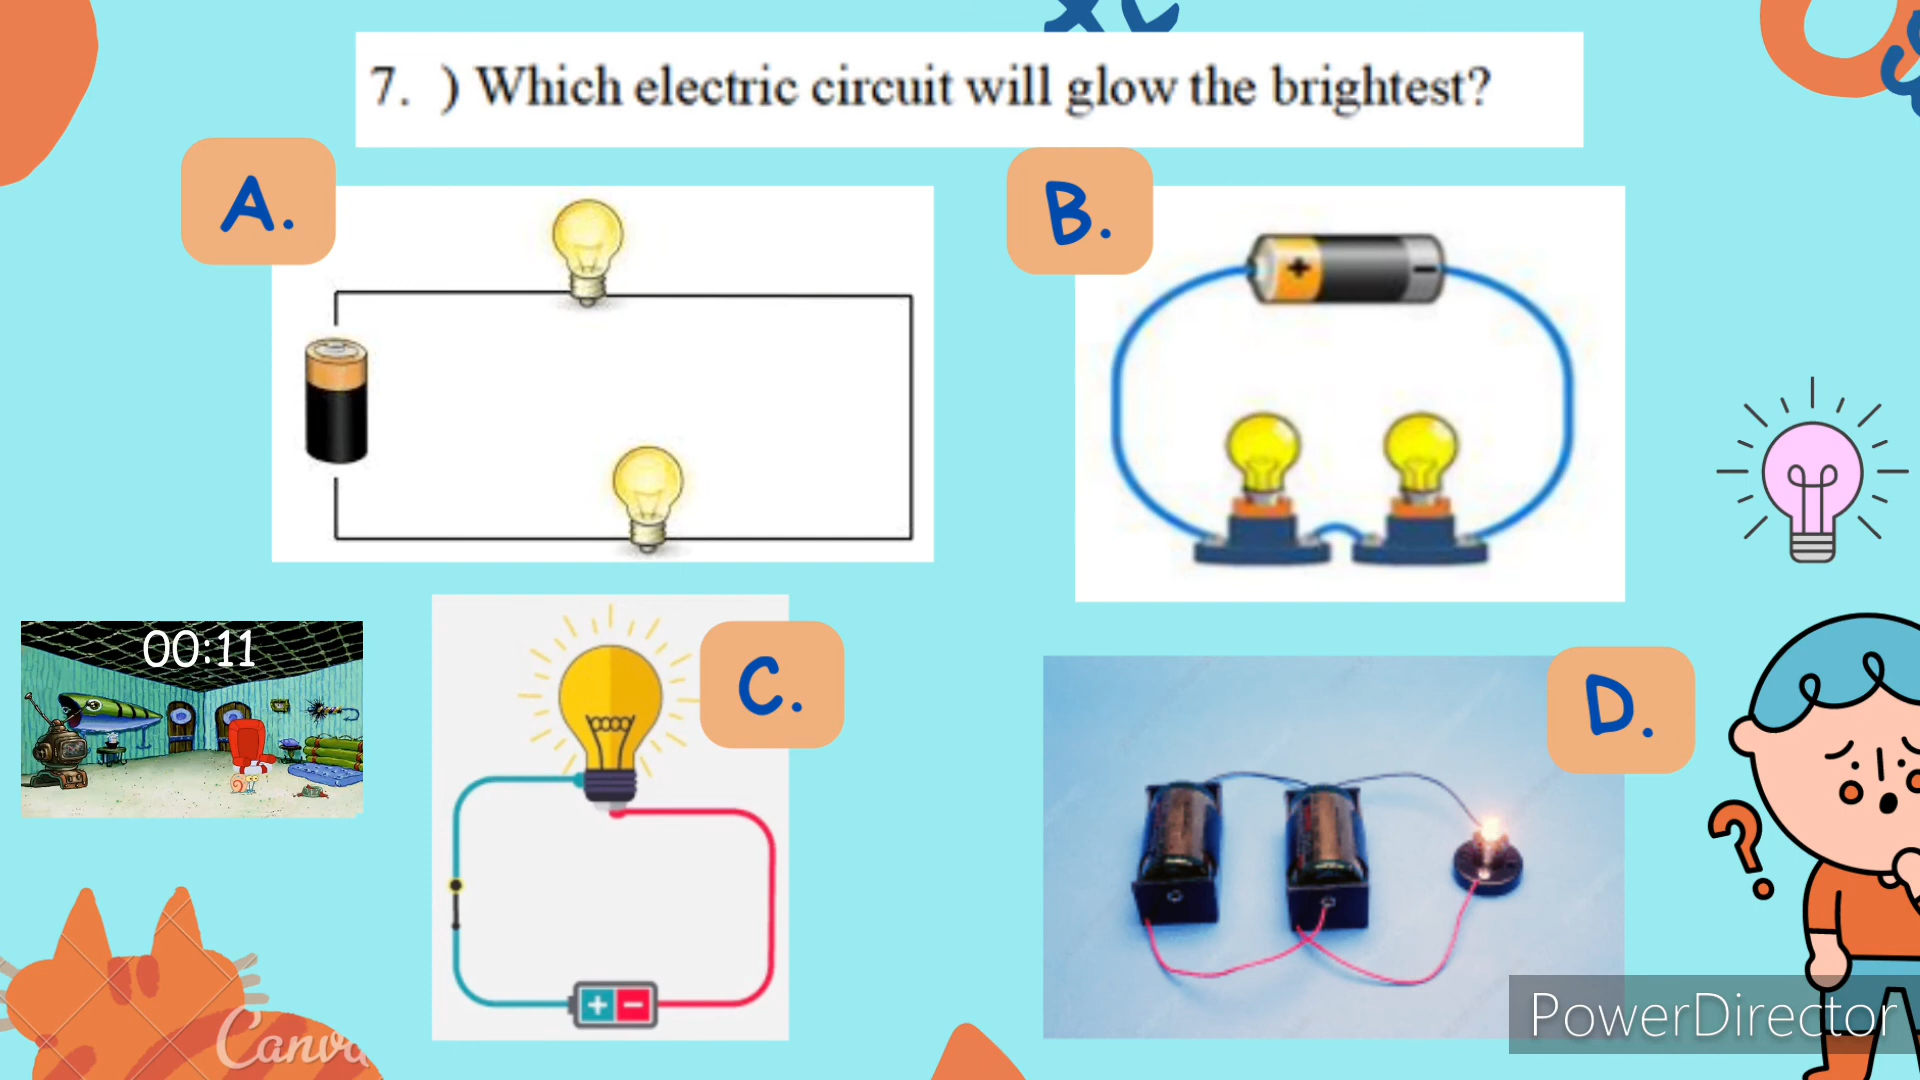 7. ) Which electric circuit will glow the brightest?
A.
B.
+ −
00:11
C.
D.
+ −
Canva
PowerDirector